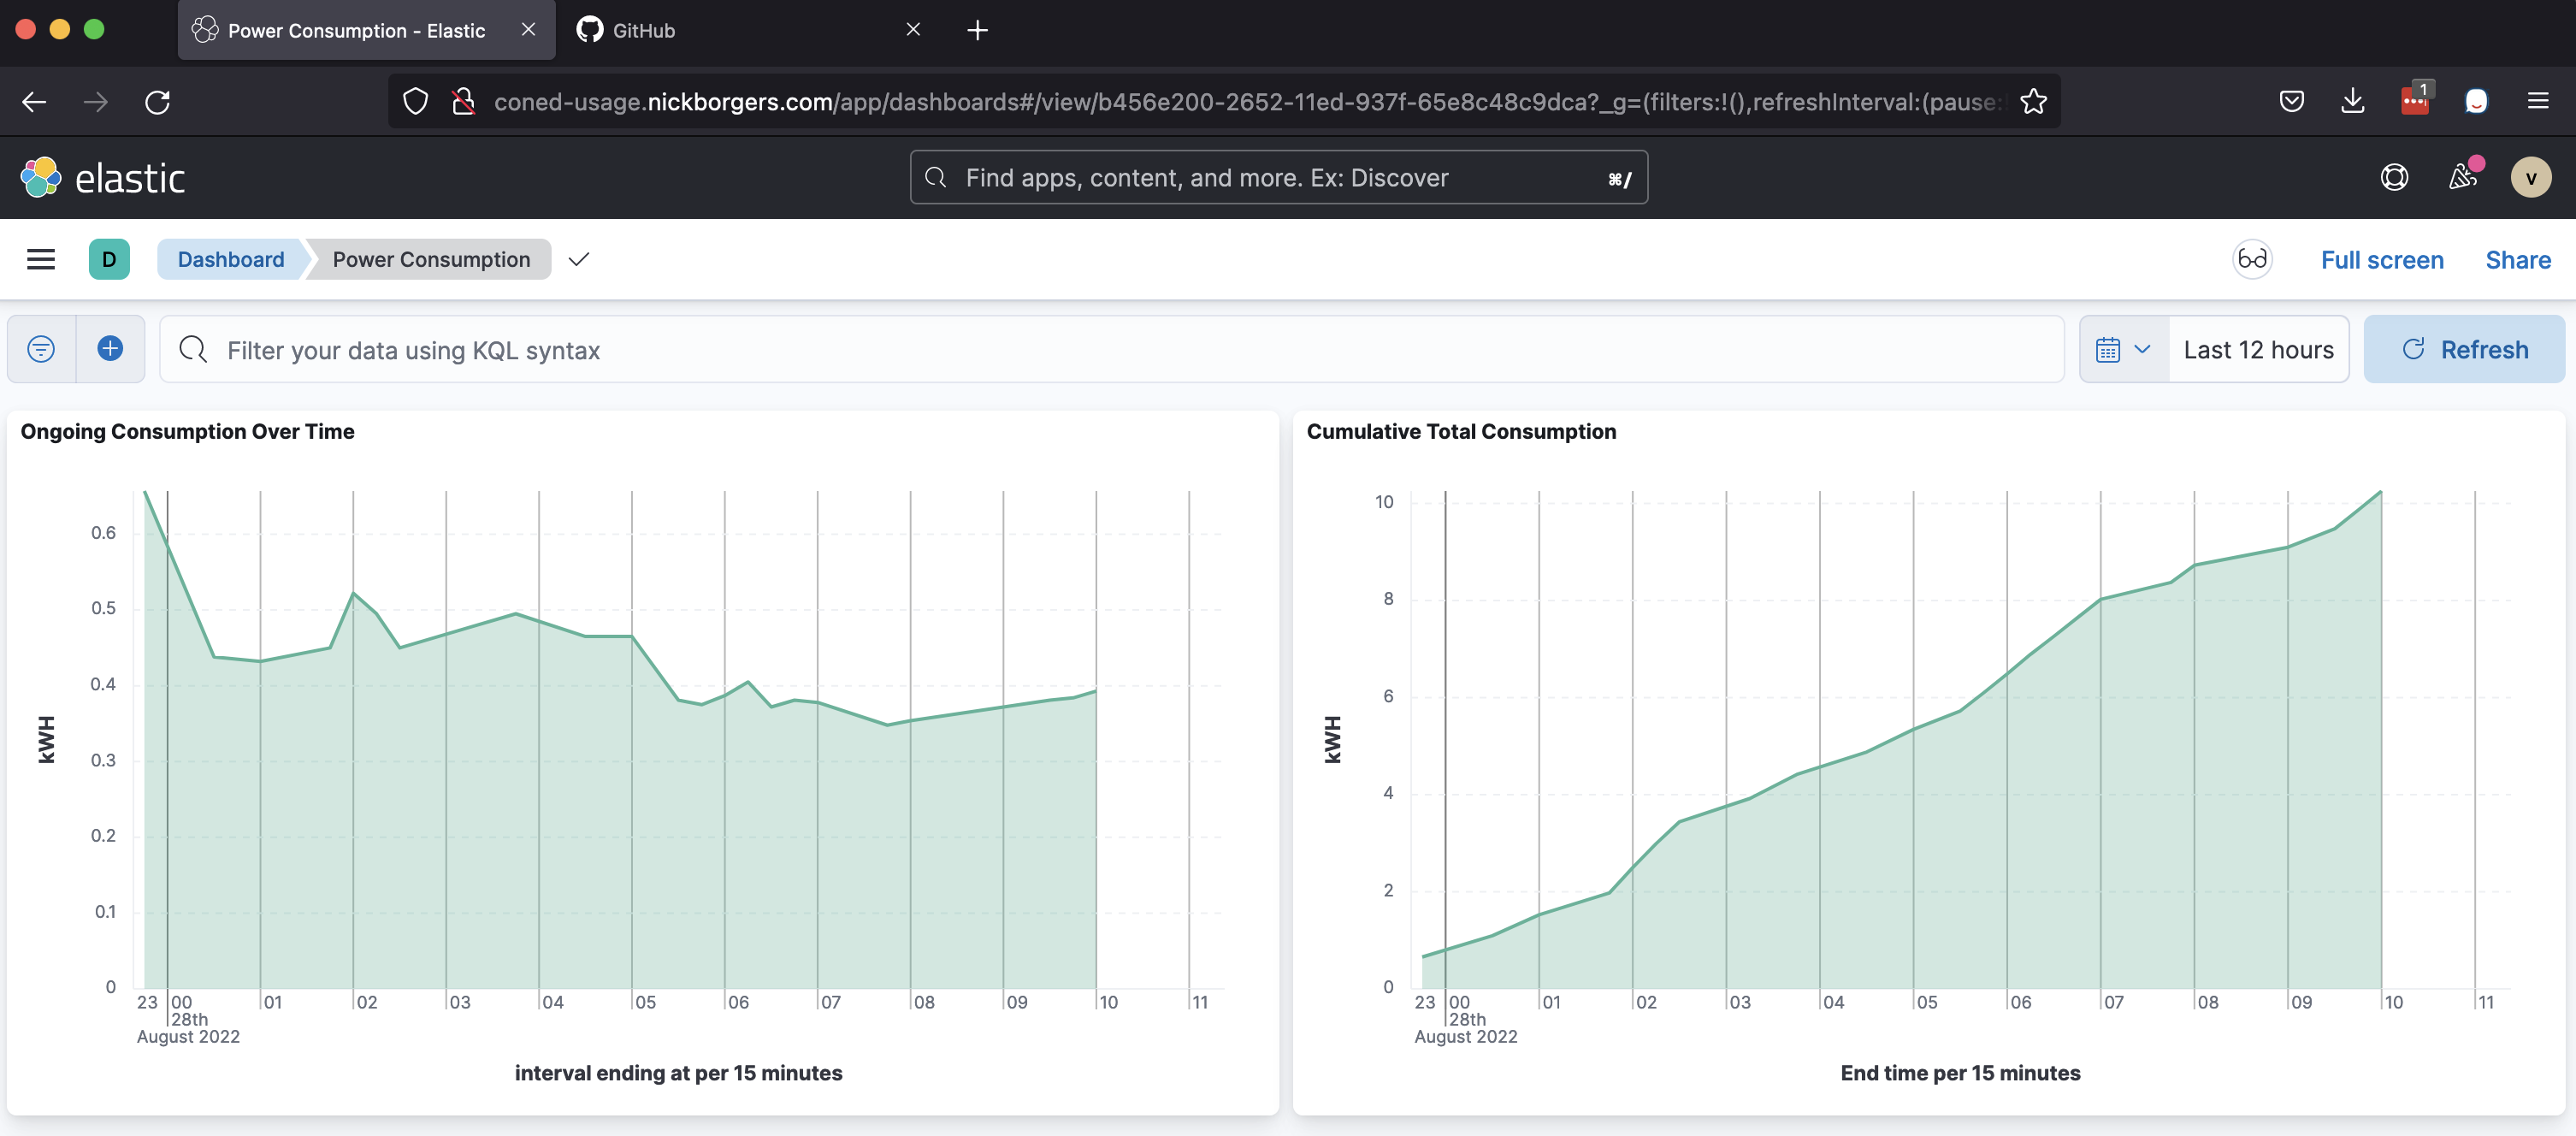 Power Consumption - Elastic
GitHub
coned-usage.nickborgers.com/app/dashboards#/view/b456e200-2652-11ed-937f-65e8c48c9dca?_g=(filters:!(),refreshInterval:(pause:
1
elastic
Find apps, content, and more. Ex: Discover
⌘/
v
D
Dashboard
Power Consumption
Full screen
Share
Filter your data using KQL syntax
Last 12 hours
Refresh
Ongoing Consumption Over Time
kWH
0.6
0.5
0.4
0.3
0.2
0.1
0
23 00 01 02 03 04 05 06 07 08 09 10 11
28th
August 2022
interval ending at per 15 minutes
Cumulative Total Consumption
kWH
10
8
6
4
2
0
23 00 01 02 03 04 05 06 07 08 09 10 11
28th
August 2022
End time per 15 minutes